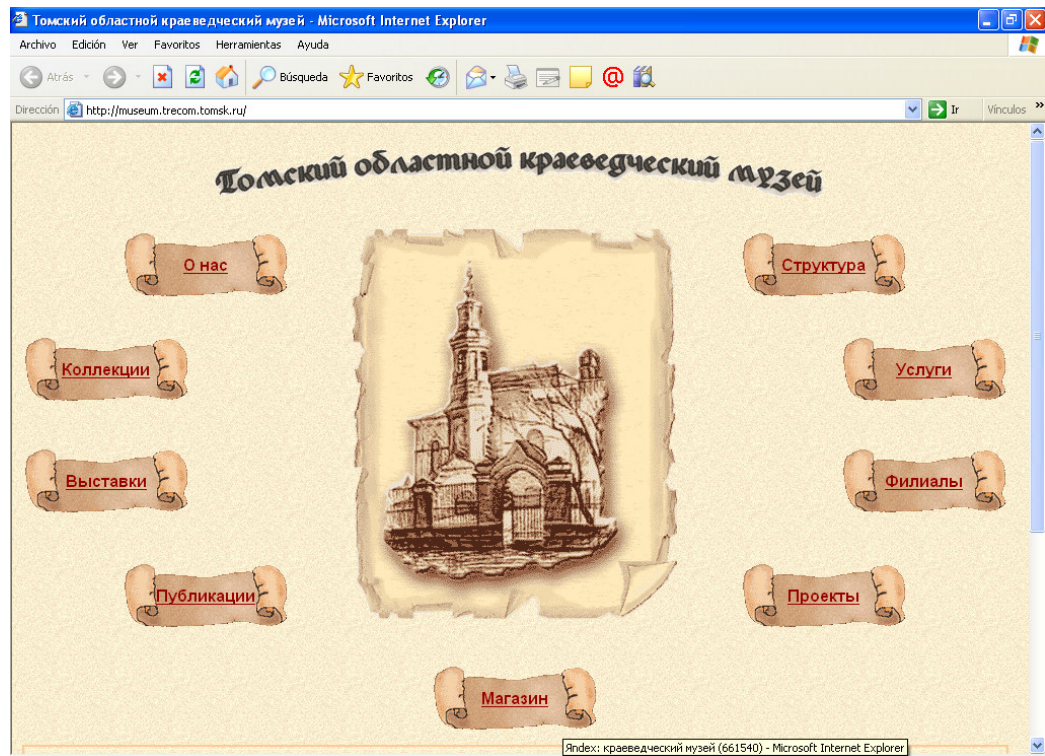 Томский областной краеведческий музей - Microsoft Internet Explorer
Archivo Edición Ver Favoritos Herramientas Ayuda
Atrás Búsqueda Favoritos
Dirección http://museum.trecom.tomsk.ru/ Ir Vínculos »
Томский областной краеведческий музей
О нас Структура
Коллекции Услуги
Выставки Филиалы
Публикации Проекты
Магазин
Яndex: краеведческий музей (661540) - Microsoft Internet Explorer